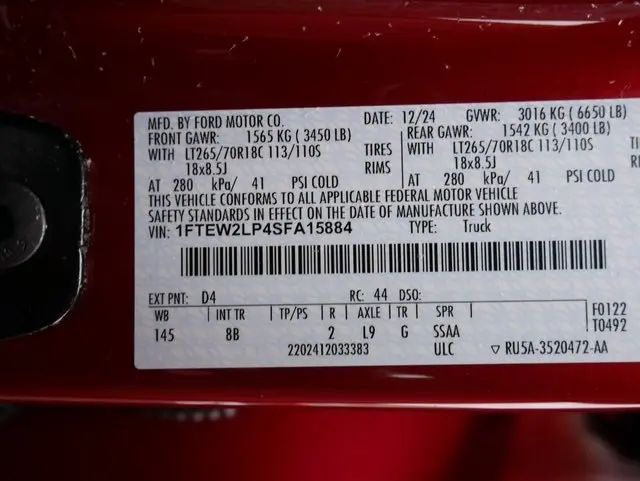 MFD. BY FORD MOTOR CO. DATE: 12/24 GVWR: 3016 KG ( 6650 LB)
FRONT GAWR: 1565 KG ( 3450 LB) REAR GAWR: 1542 KG ( 3400 LB)
WITH LT265/70R18C 113/110S TIRES WITH LT265/70R18C 113/110S TIRES
18x8.5J RIMS 18x8.5J RIMS
AT 280 kPa/ 41 PSI COLD AT 280 kPa/ 41 PSI COLD
THIS VEHICLE CONFORMS TO ALL APPLICABLE FEDERAL MOTOR VEHICLE
SAFETY STANDARDS IN EFFECT ON THE DATE OF MANUFACTURE SHOWN ABOVE.
VIN: 1FTEW2LP4SFA15884 TYPE: Truck
EXT PNT: D4 RC: 44 DSO:
WB INT TR TP/PS R AXLE TR SPR F0122
145 8B 2 L9 G SSAA T0492
2202412033383 ULC ▽ RU5A-3520472-AA